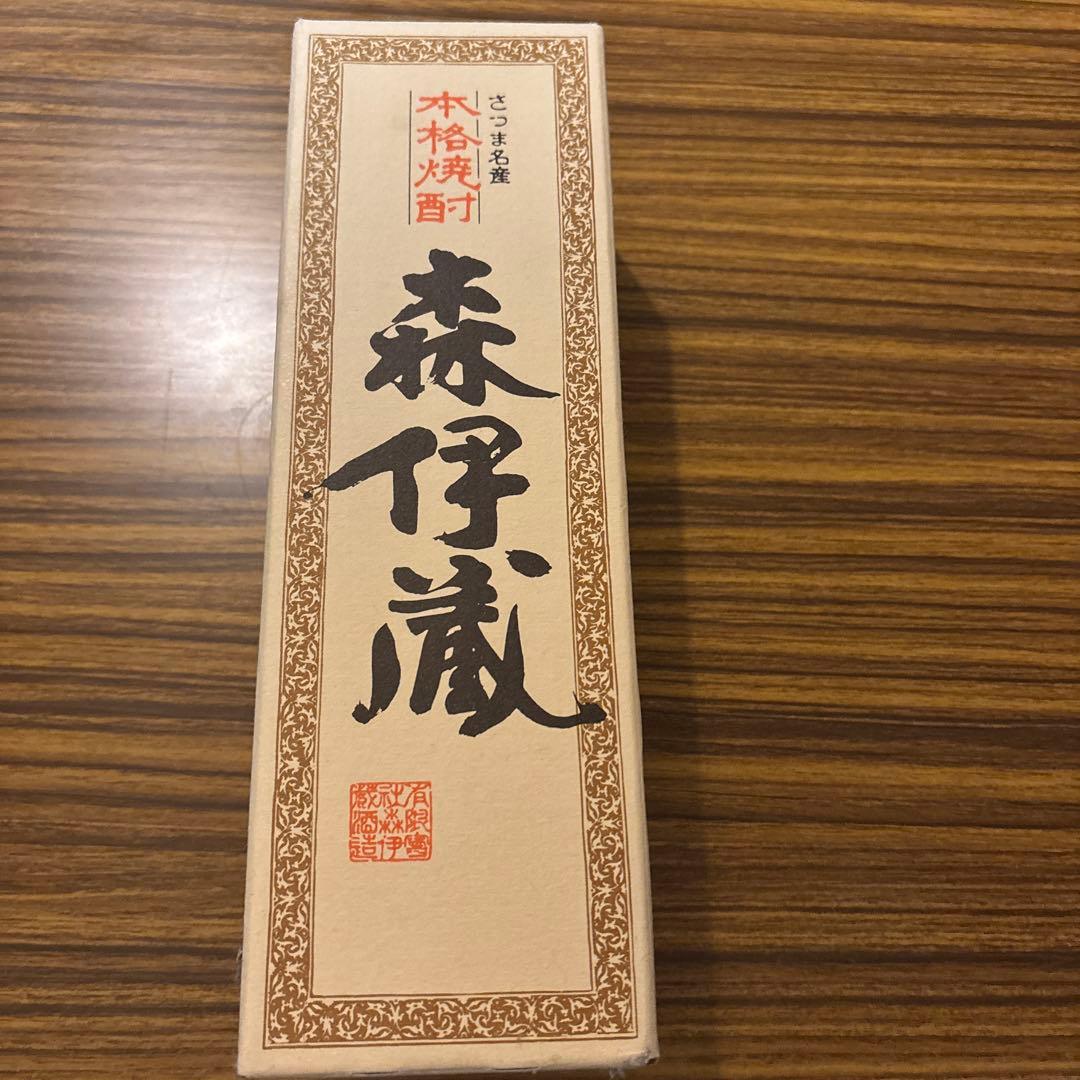 さつま名産
本格焼酎
森伊蔵
有限會
社森伊
蔵酒造